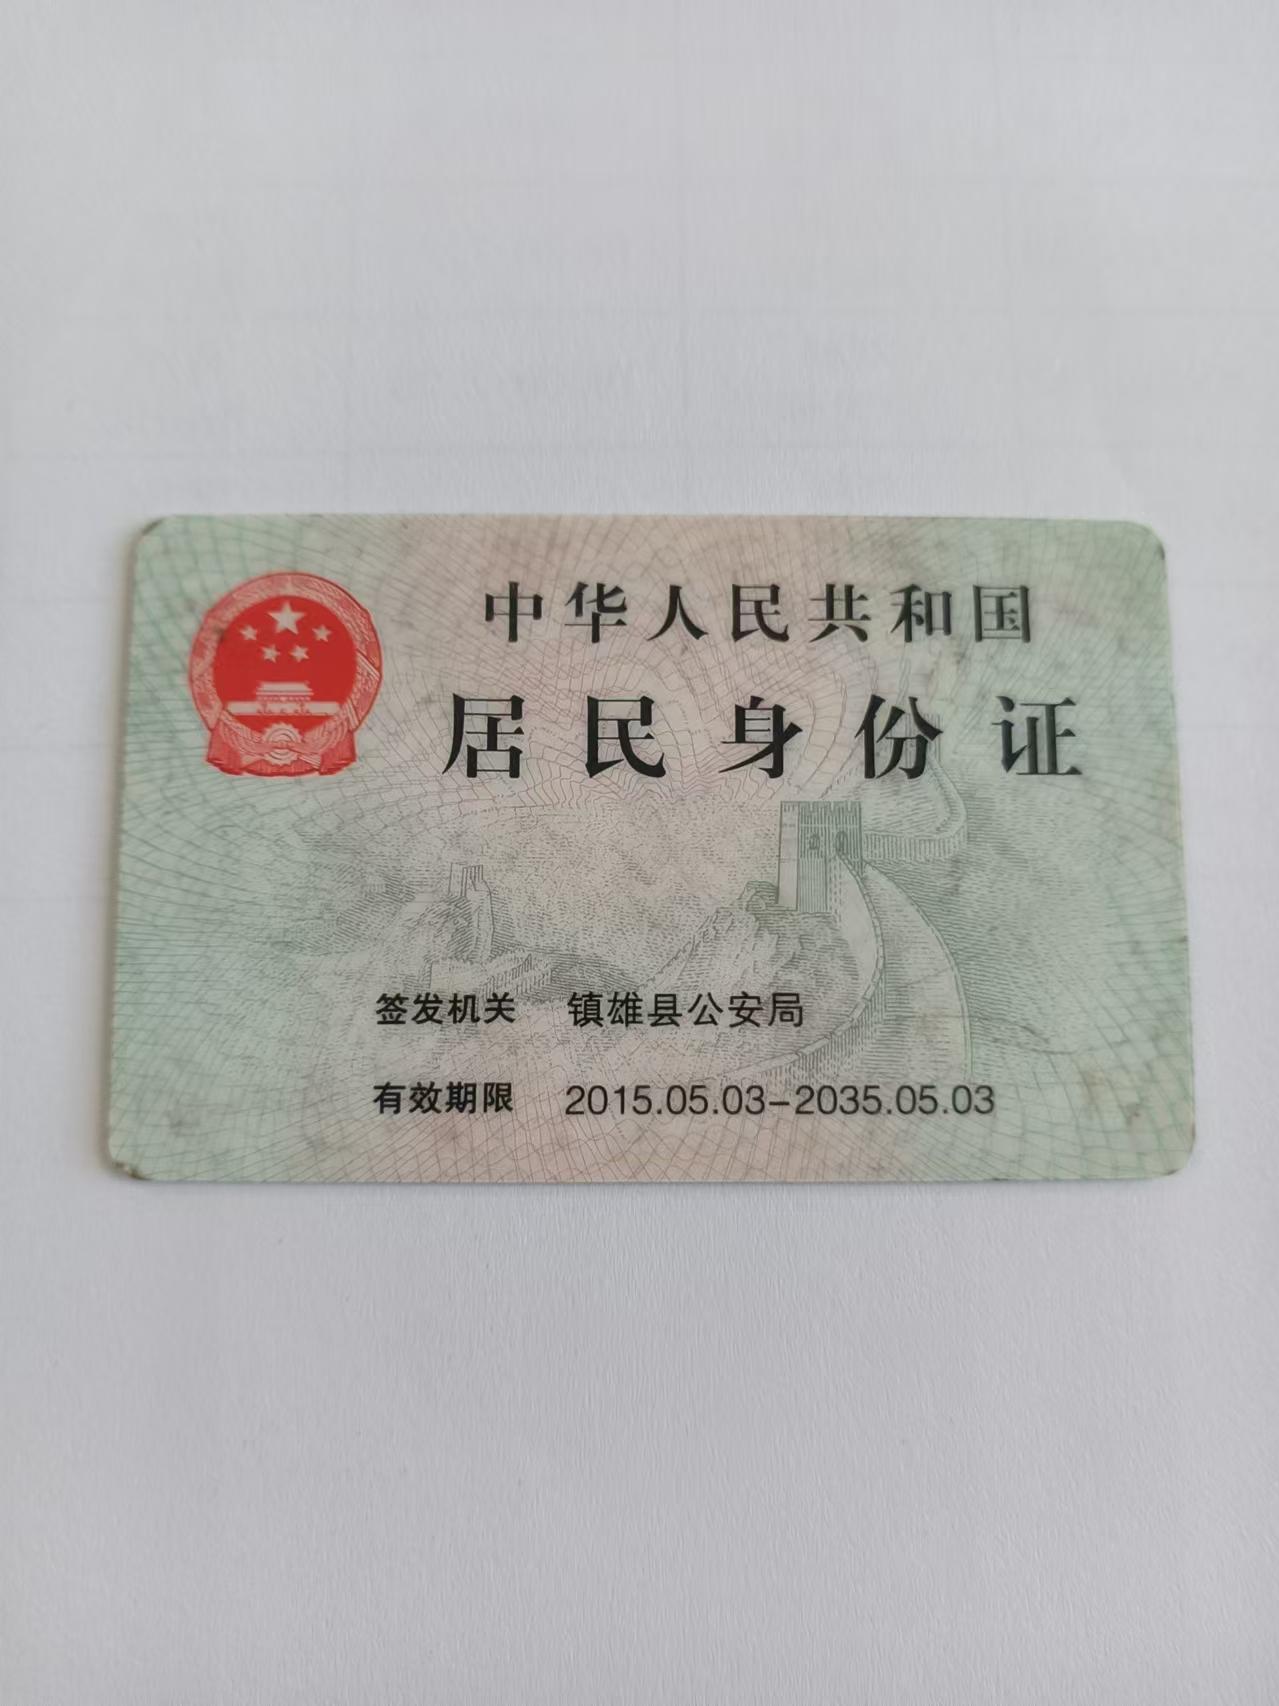 中华人民共和国
居民身份证
签发机关 镇雄县公安局
有效期限 2015.05.03-2035.05.03